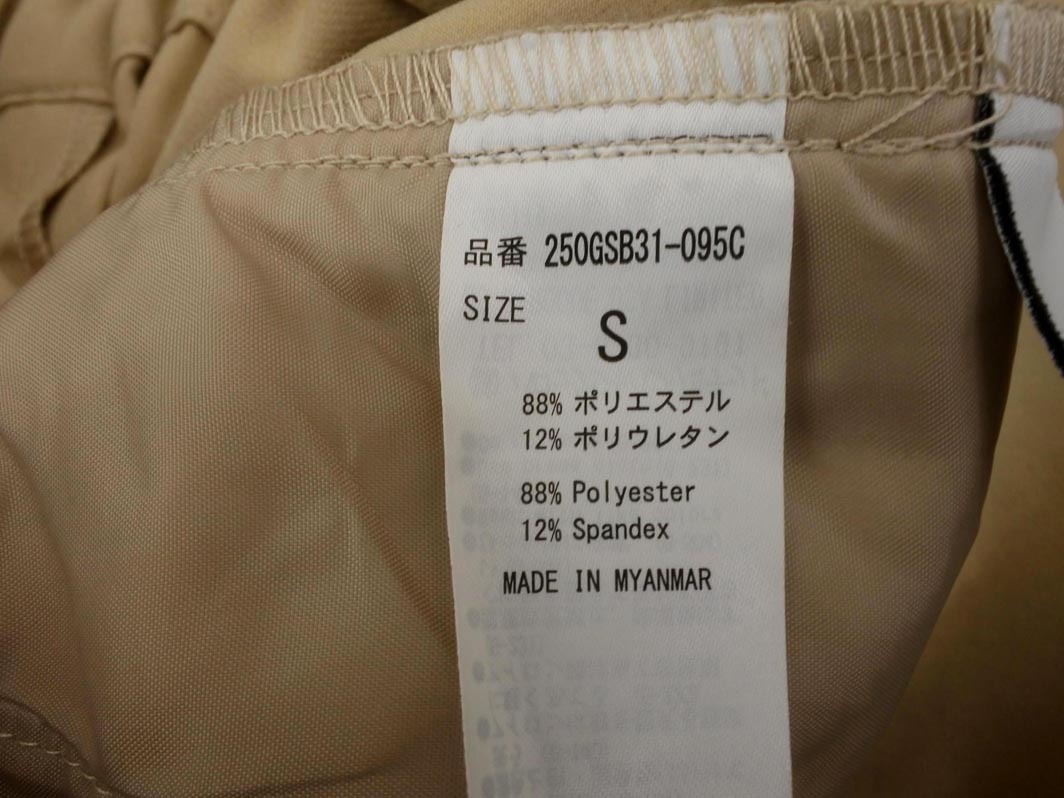 品番 250GSB31-095C
SIZE
S
88% ポリエステル
12% ポリウレタン
88% Polyester
12% Spandex
MADE IN MYANMAR